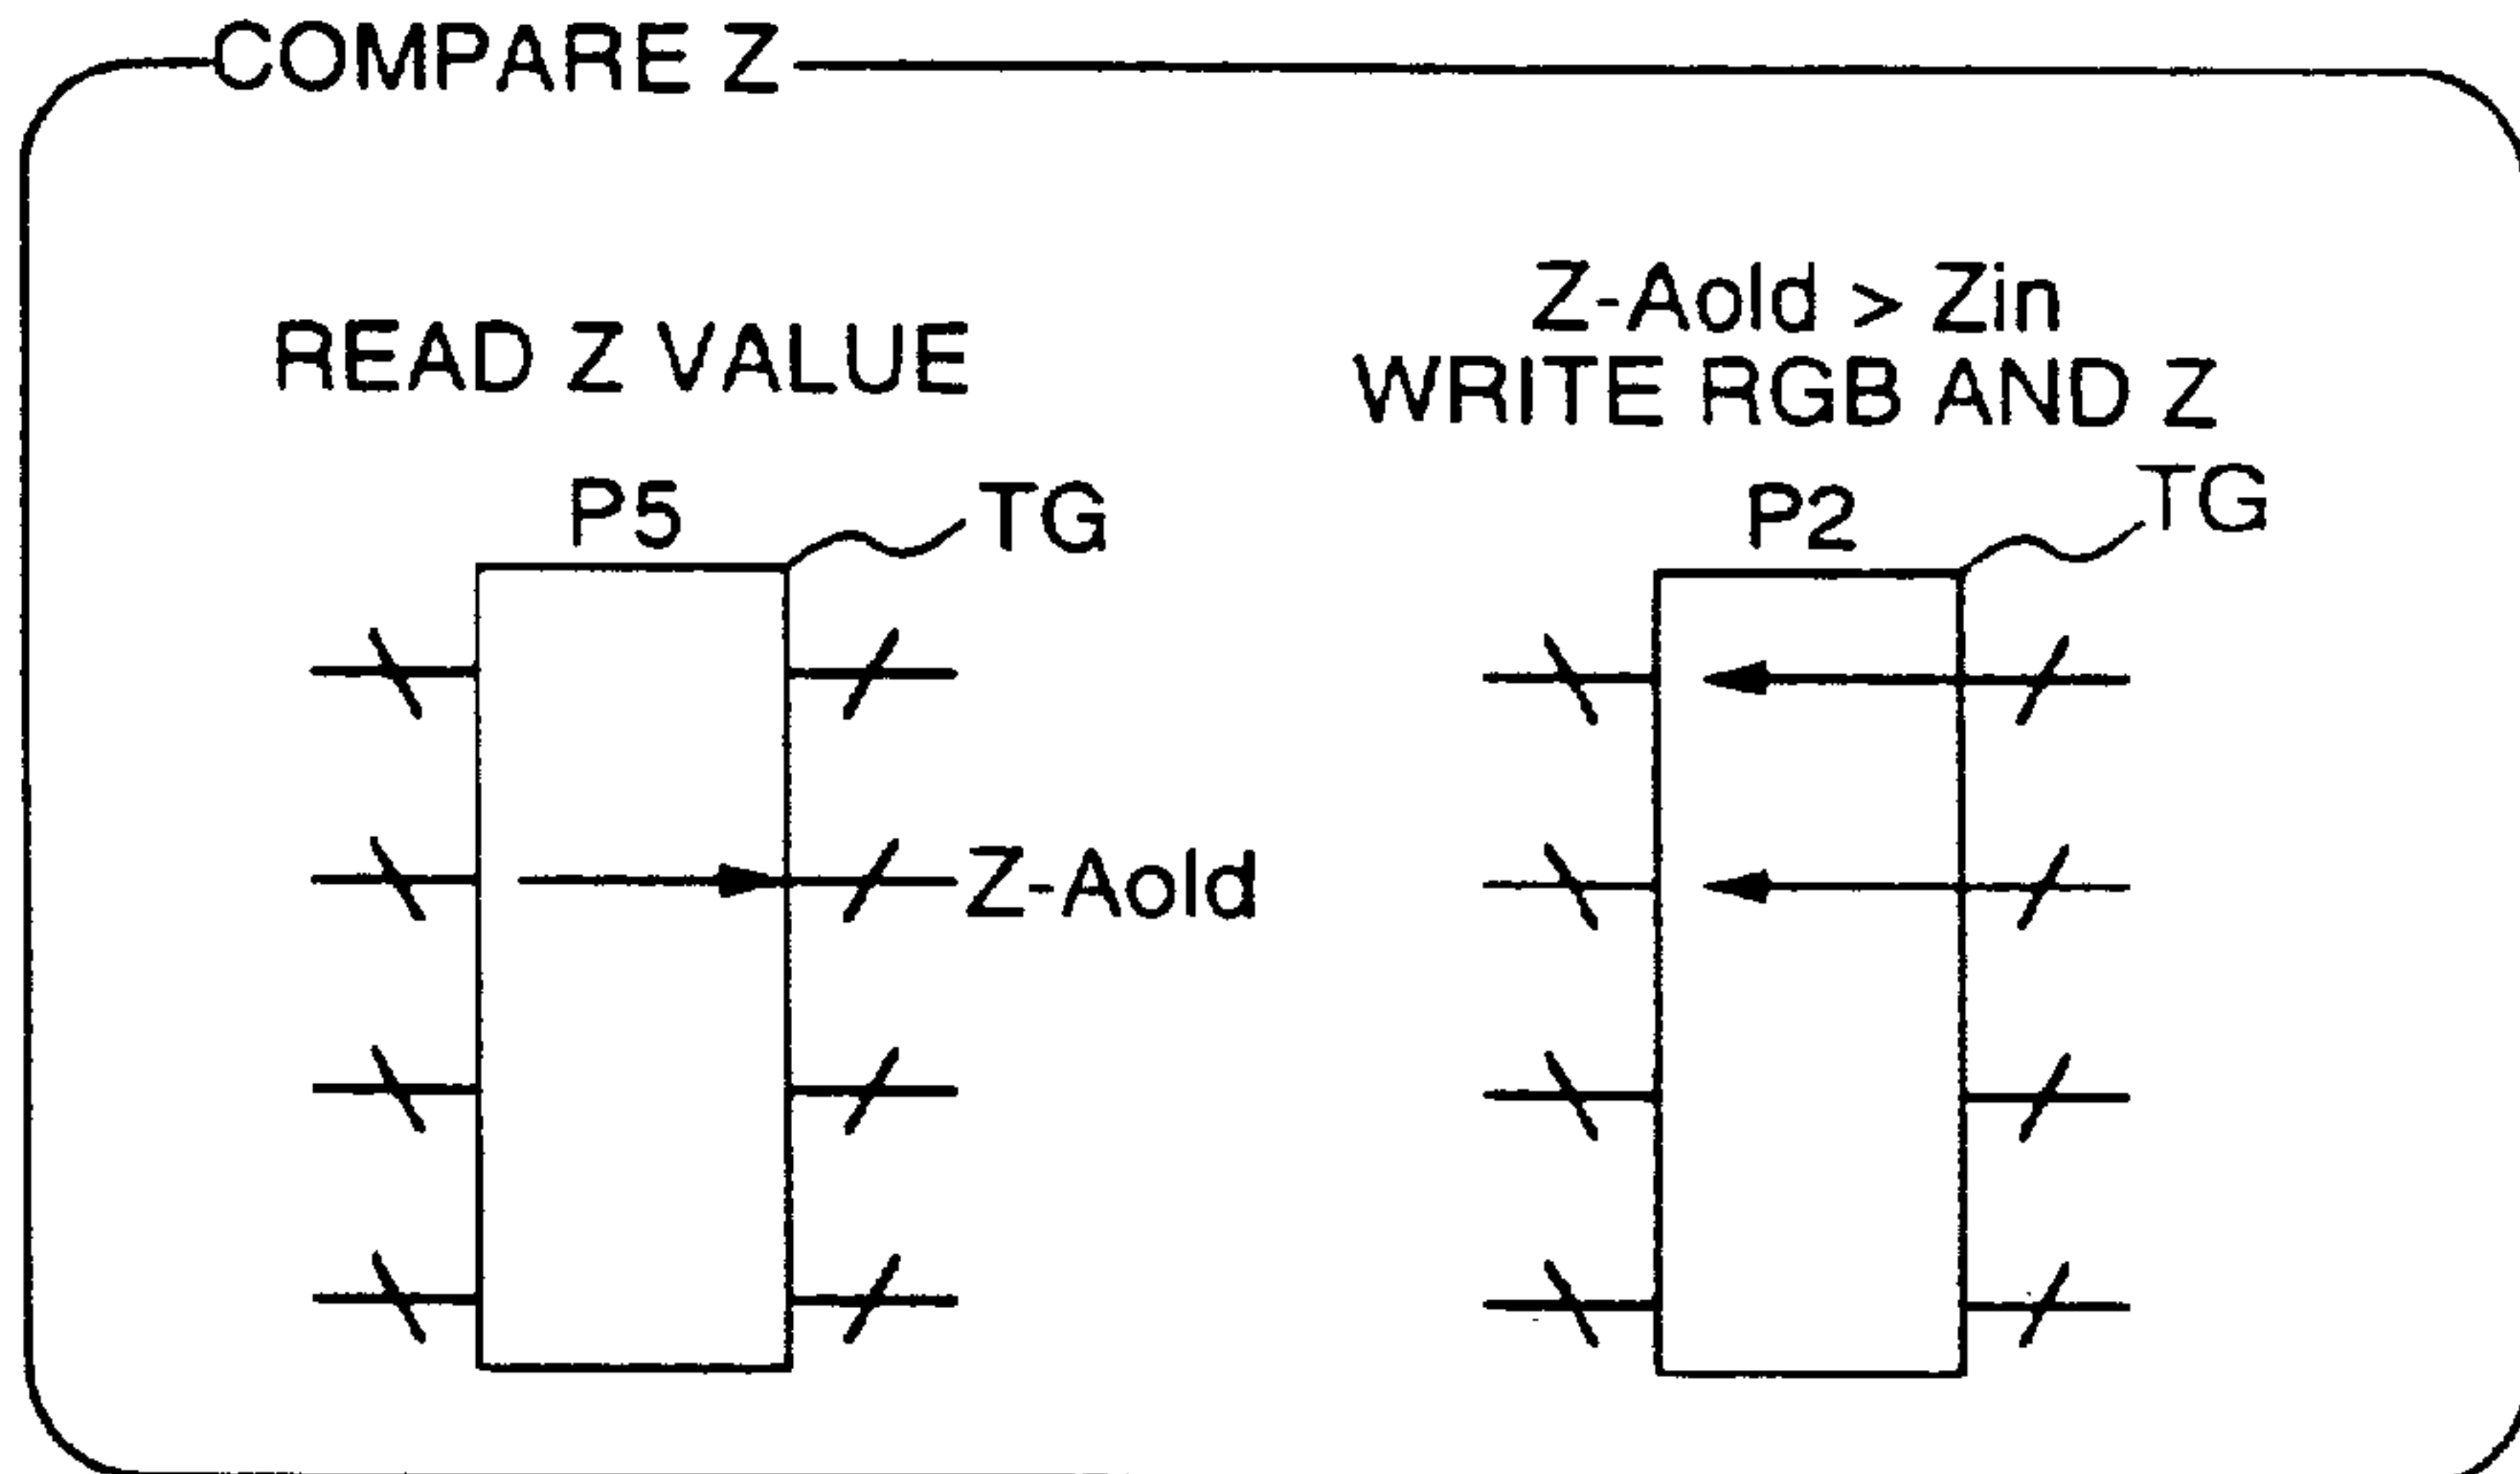 COMPARE Z
READ Z VALUE
P5
TG
Z-Aold
Z-Aold > Zin
WRITE RGB AND Z
P2
TG